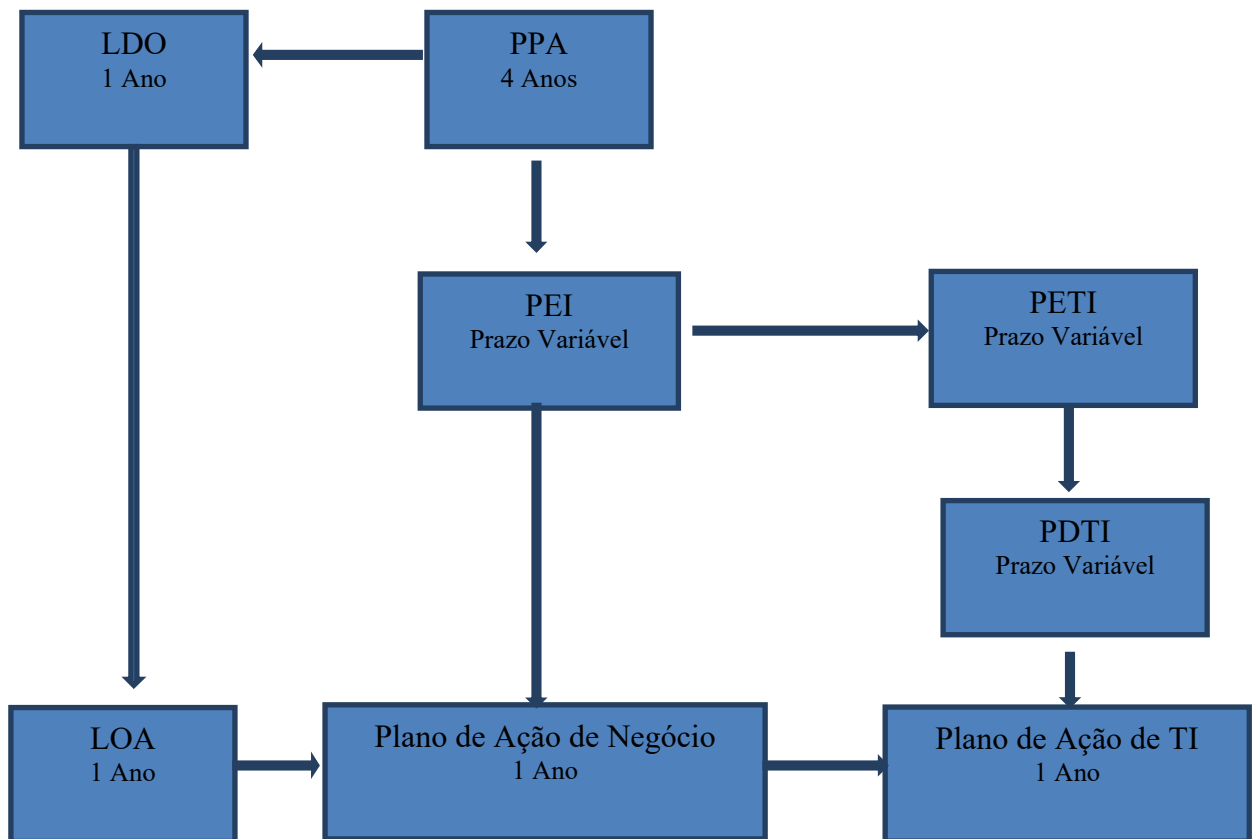 LDO
1 Ano
PPA
4 Anos
PEI
Prazo Variável
PETI
Prazo Variável
PDTI
Prazo Variável
LOA
1 Ano
Plano de Ação de Negócio
1 Ano
Plano de Ação de TI
1 Ano